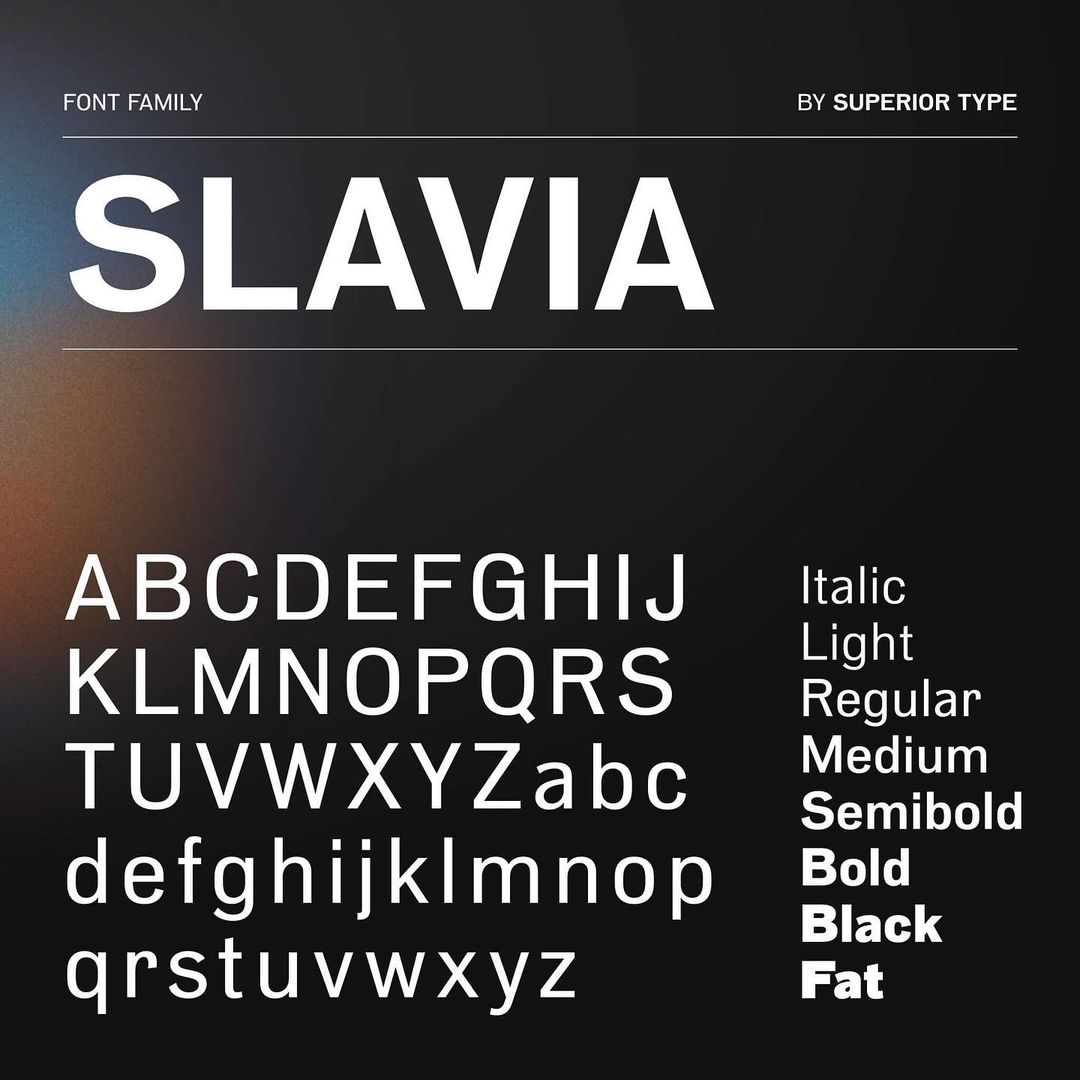 FONT FAMILY
BY SUPERIOR TYPE
SLAVIA
ABCDEFGHIJ
KLMNOPQRS
TUVWXYZabc
defghijklmnop
qrstuvwxyz
Italic
Light
Regular
Medium
Semibold
Bold
Black
Fat